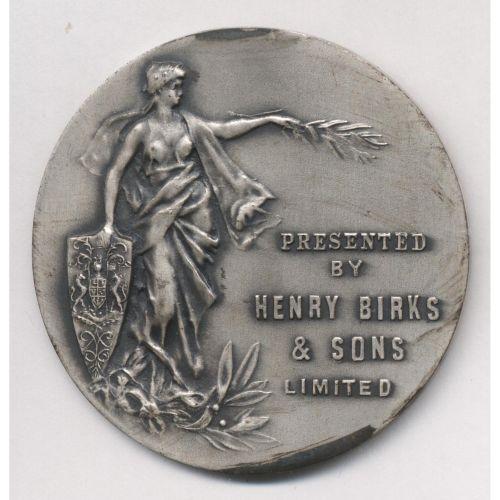 PRESENTED
BY
HENRY BIRKS
& SONS
LIMITED